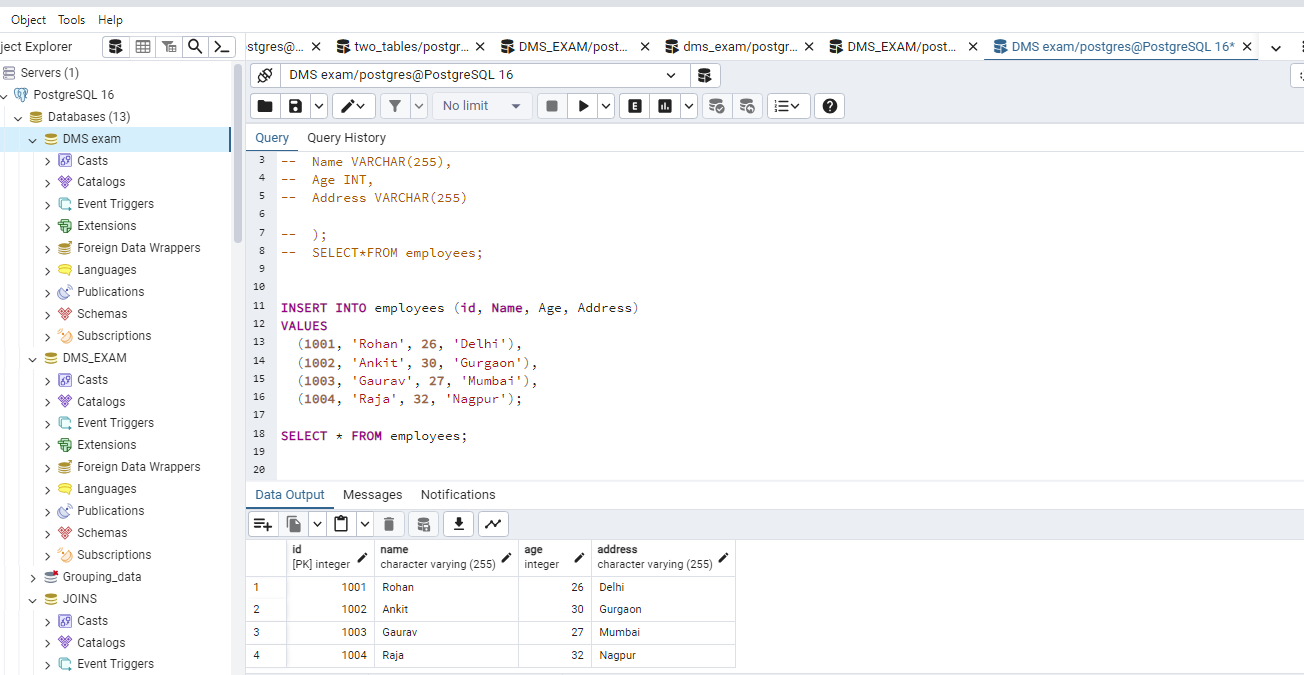 Object Tools Help
ject Explorer
Servers (1)
PostgreSQL 16
Databases (13)
DMS exam
Casts
Catalogs
Event Triggers
Extensions
Foreign Data Wrappers
Languages
Publications
Schemas
Subscriptions
DMS_EXAM
Casts
Catalogs
Event Triggers
Extensions
Foreign Data Wrappers
Languages
Publications
Schemas
Subscriptions
Grouping_data
JOINS
Casts
Catalogs
Event Triggers
stgres@... two_tables/postgr... DMS_EXAM/post... dms_exam/postgr... DMS_EXAM/post... DMS exam/postgres@PostgreSQL 16*
DMS exam/postgres@PostgreSQL 16
No limit E
Query Query History
3 -- Name VARCHAR(255),
4 -- Age INT,
5 -- Address VARCHAR(255)
6
7 -- );
8 -- SELECT*FROM employees;
9
10
11 INSERT INTO employees (id, Name, Age, Address)
12 VALUES
13 (1001, 'Rohan', 26, 'Delhi'),
14 (1002, 'Ankit', 30, 'Gurgaon'),
15 (1003, 'Gaurav', 27, 'Mumbai'),
16 (1004, 'Raja', 32, 'Nagpur');
17
18 SELECT * FROM employees;
19
20
Data Output Messages Notifications
id name age address
[PK] integer character varying (255) integer character varying (255)
1 1001 Rohan 26 Delhi
2 1002 Ankit 30 Gurgaon
3 1003 Gaurav 27 Mumbai
4 1004 Raja 32 Nagpur